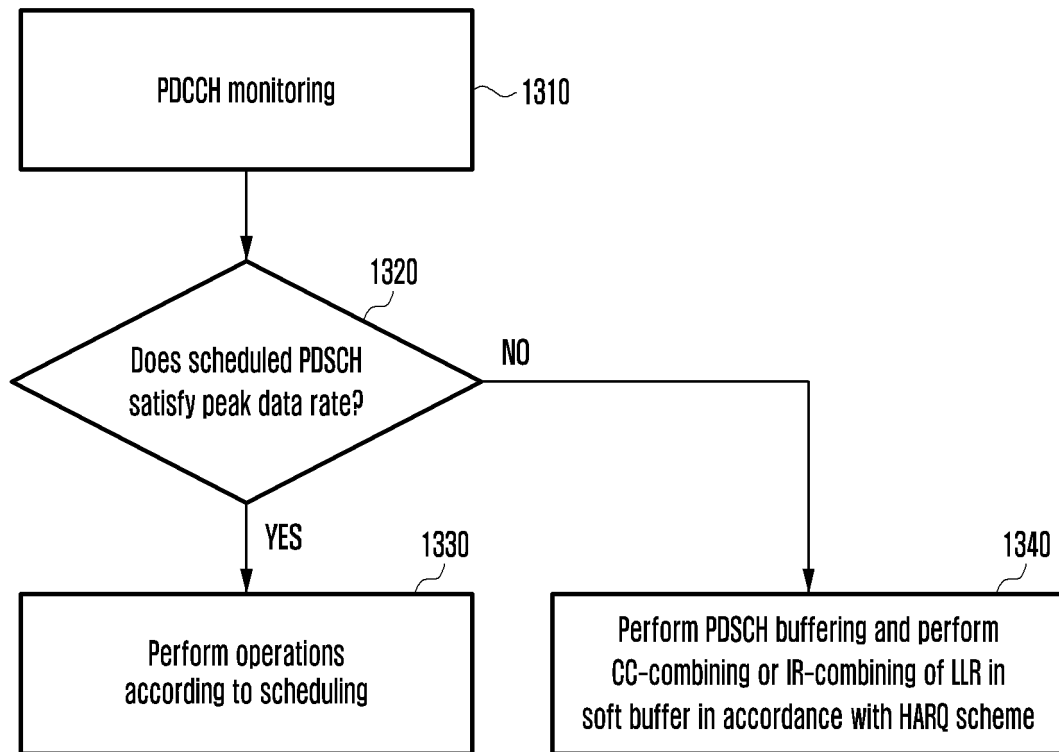 PDCCH monitoring
1310
1320
Does scheduled PDSCH
satisfy peak data rate?
NO
YES
1330
Perform operations
according to scheduling
1340
Perform PDSCH buffering and perform
CC-combining or IR-combining of LLR in
soft buffer in accordance with HARQ scheme